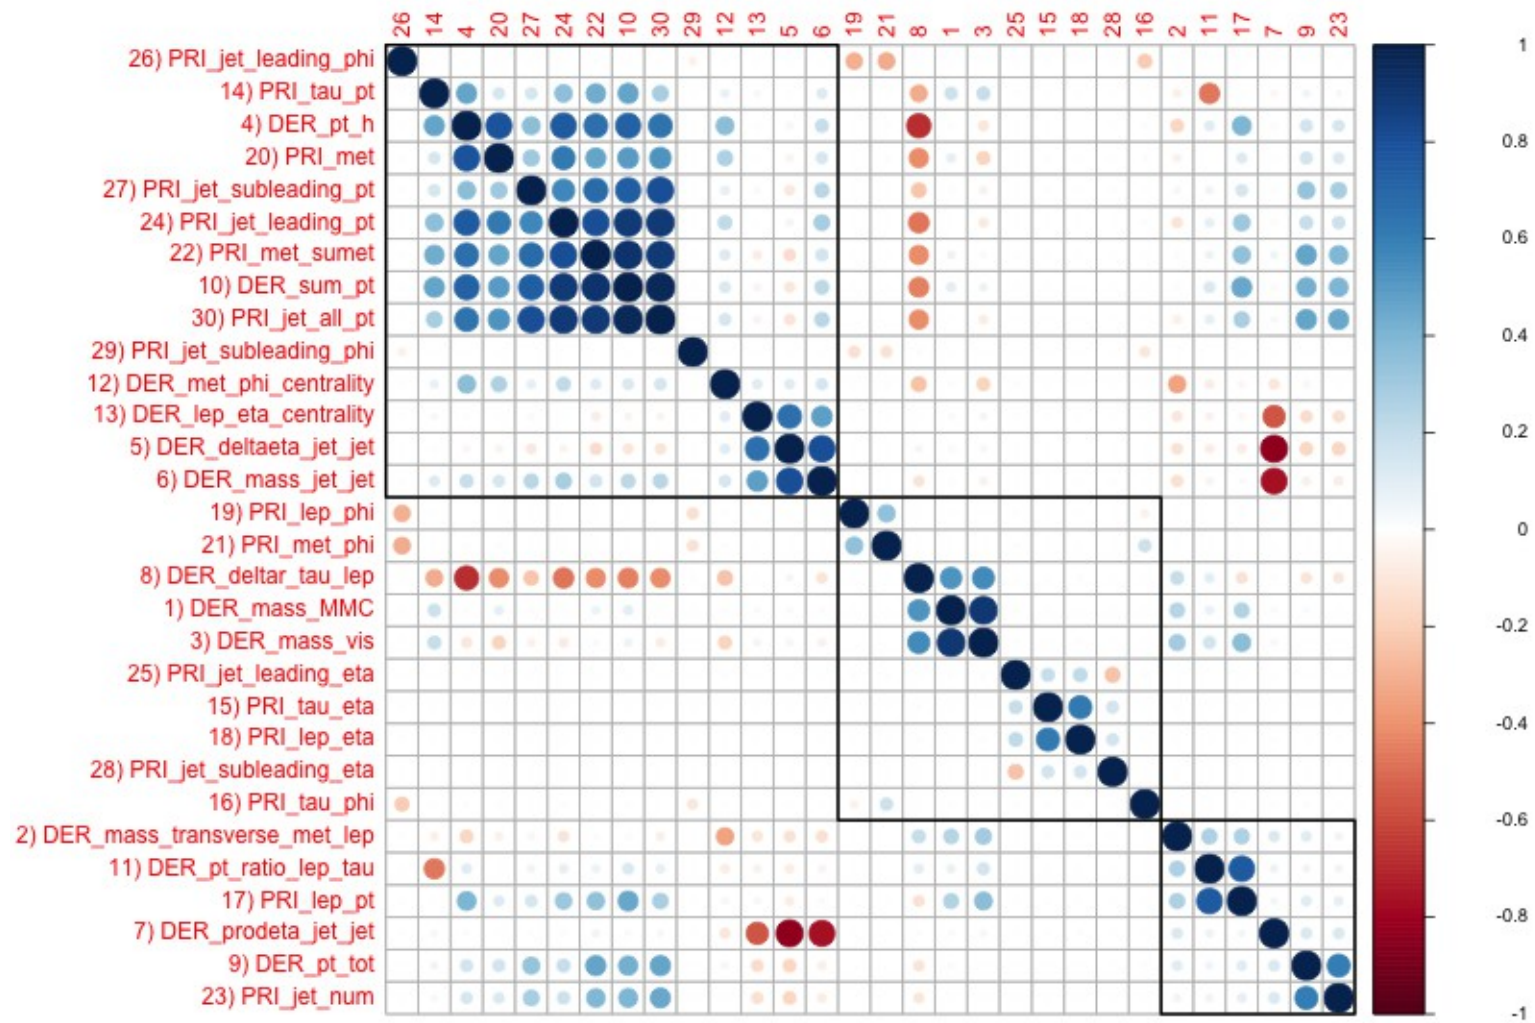 26 14 4 20 27 24 22 10 30 29 12 13 5 6 19 21 8 1 3 25 15 18 28 16 2 11 17 7 9 23
26) PRI_jet_leading_phi
14) PRI_tau_pt
4) DER_pt_h
20) PRI_met
27) PRI_jet_subleading_pt
24) PRI_jet_leading_pt
22) PRI_met_sumet
10) DER_sum_pt
30) PRI_jet_all_pt
29) PRI_jet_subleading_phi
12) DER_met_phi_centrality
13) DER_lep_eta_centrality
5) DER_deltaeta_jet_jet
6) DER_mass_jet_jet
19) PRI_lep_phi
21) PRI_met_phi
8) DER_deltar_tau_lep
1) DER_mass_MMC
3) DER_mass_vis
25) PRI_jet_leading_eta
15) PRI_tau_eta
18) PRI_lep_eta
28) PRI_jet_subleading_eta
16) PRI_tau_phi
2) DER_mass_transverse_met_lep
11) DER_pt_ratio_lep_tau
17) PRI_lep_pt
7) DER_prodeta_jet_jet
9) DER_pt_tot
23) PRI_jet_num
1
0.8
0.6
0.4
0.2
0
-0.2
-0.4
-0.6
-0.8
-1